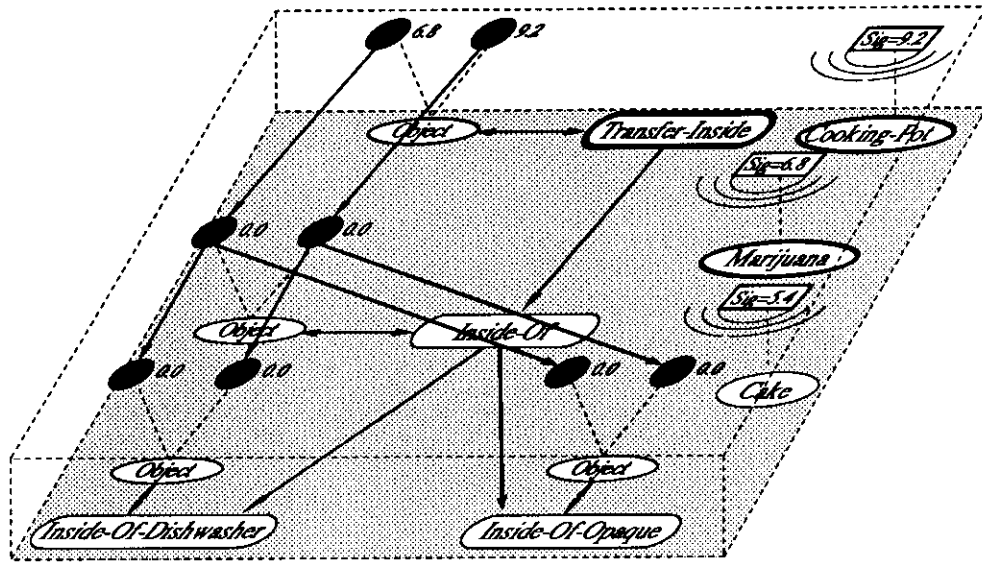 6.8
9.2
Sig=9.2
Object
Transfer-Inside
Cooking-Pot
Sig=6.8
0.0
0.0
Marijuana
Sig=5.4
Object
Inside-Of
0.0
0.0
0.0
0.0
Cake
Object
Object
Inside-Of-Dishwasher
Inside-Of-Opaque